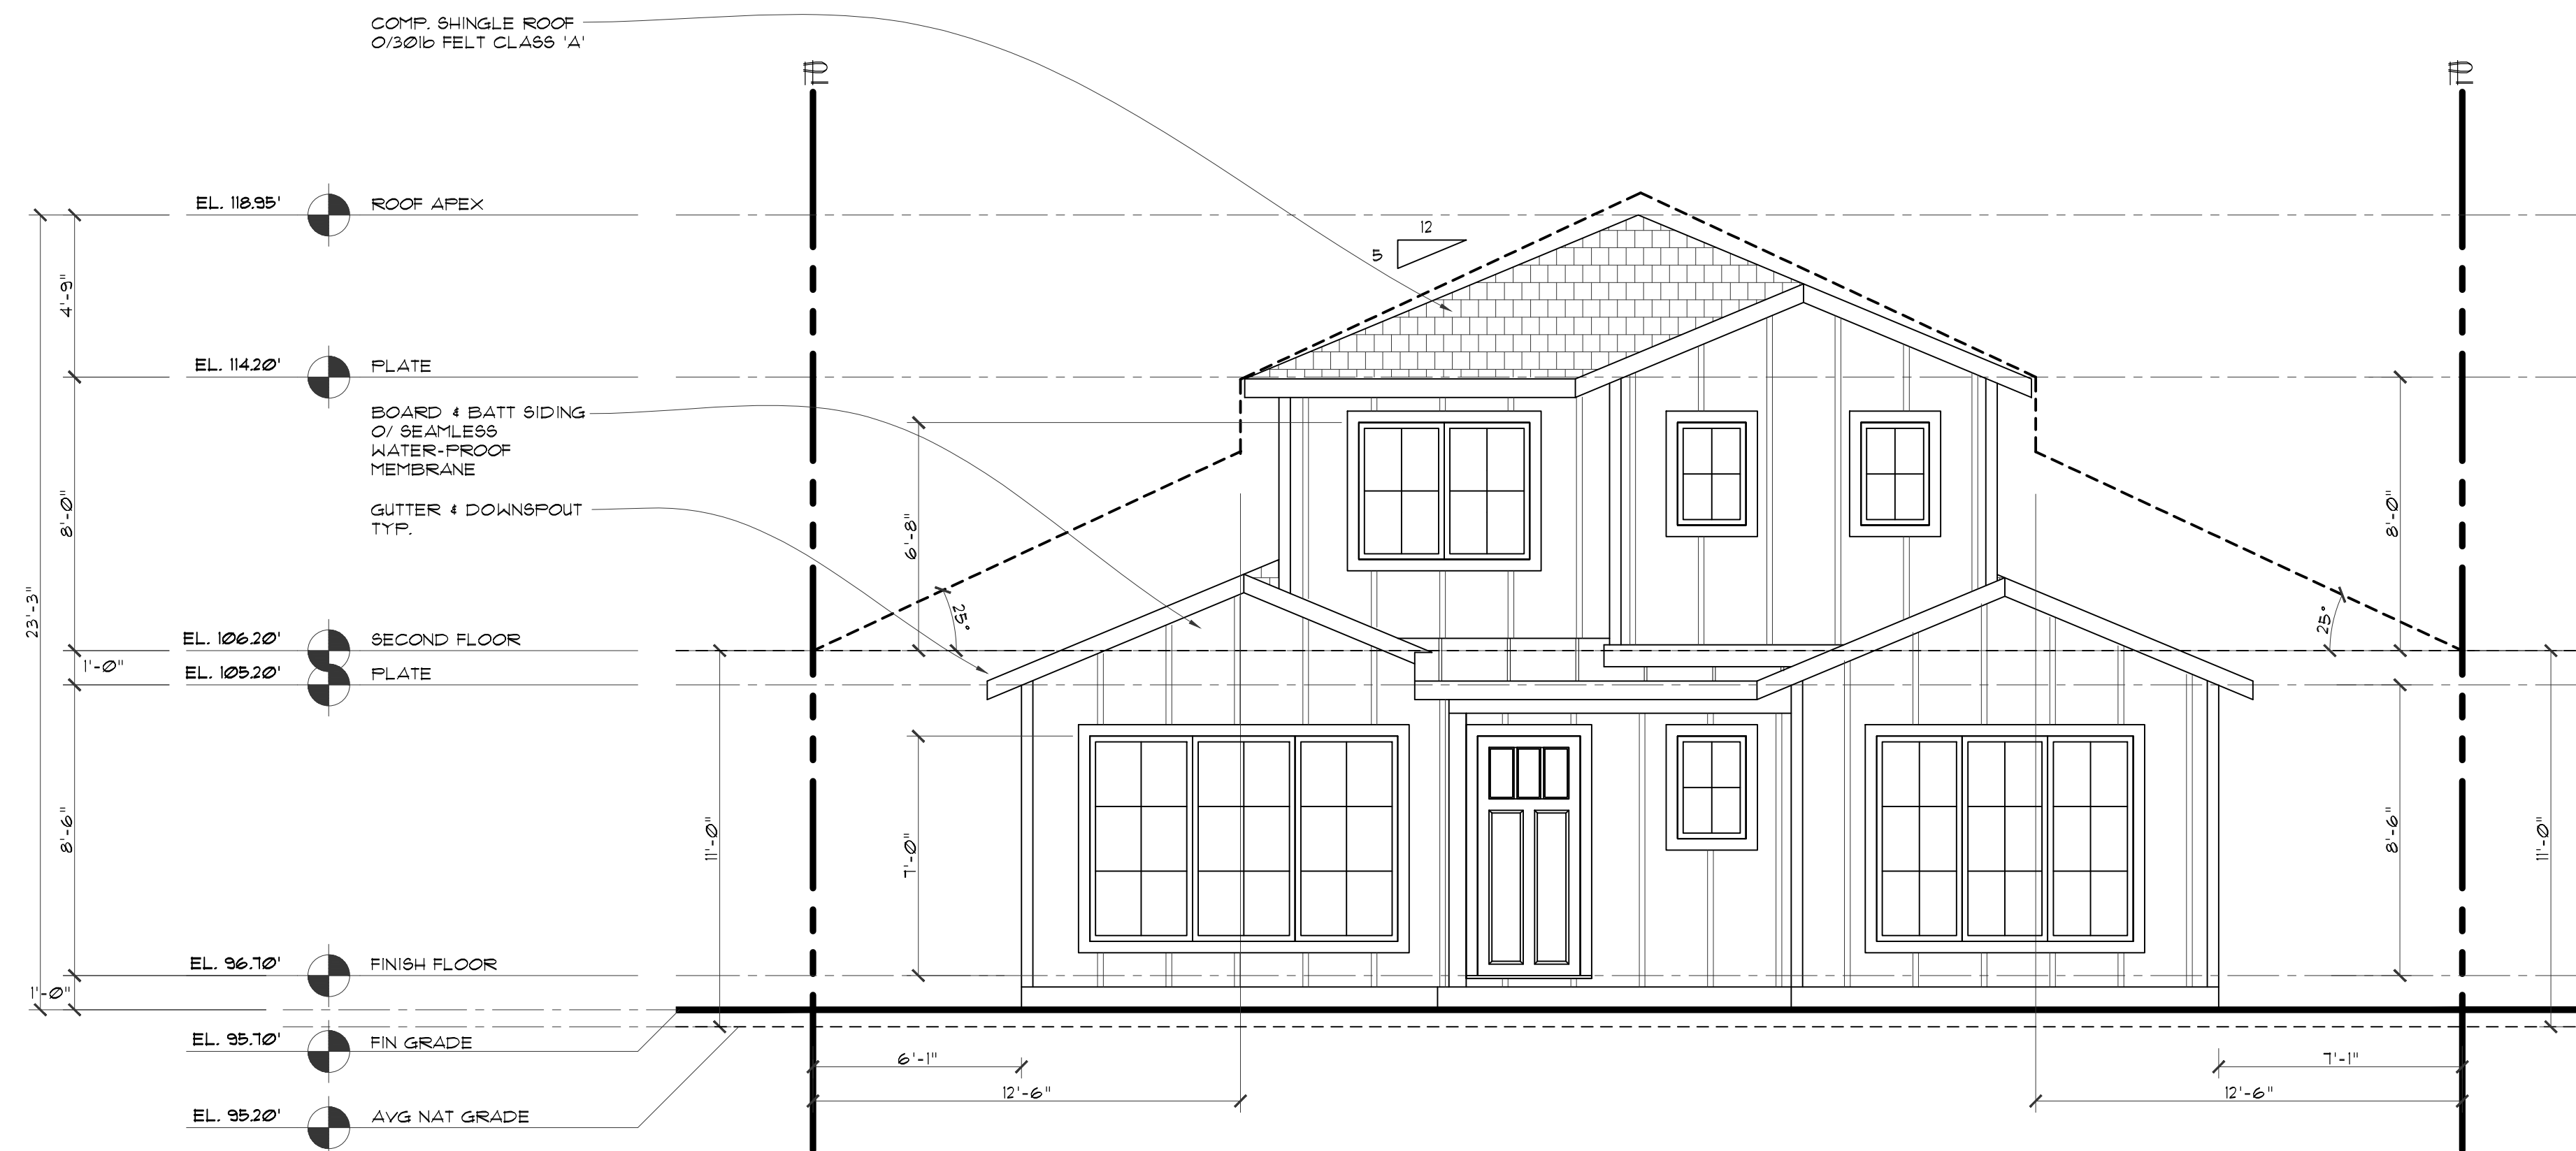 COMP. SHINGLE ROOF
O/30lb FELT CLASS 'A'
PL
PL
EL. 118.95' ROOF APEX
12
5
4'-9"
EL. 114.20' PLATE
BOARD & BATT SIDING
O/ SEAMLESS
WATER-PROOF
MEMBRANE
GUTTER & DOWNSPOUT
TYP.
8'-0"
6'-8"
8'-0"
25°
25°
23'-3"
EL. 106.20' SECOND FLOOR
1'-0"
EL. 105.20' PLATE
8'-6"
11'-0"
7'-0"
8'-6"
11'-0"
EL. 96.70' FINISH FLOOR
1'-0"
EL. 95.70' FIN GRADE
6'-1"
7'-1"
12'-6"
12'-6"
EL. 95.20' AVG NAT GRADE